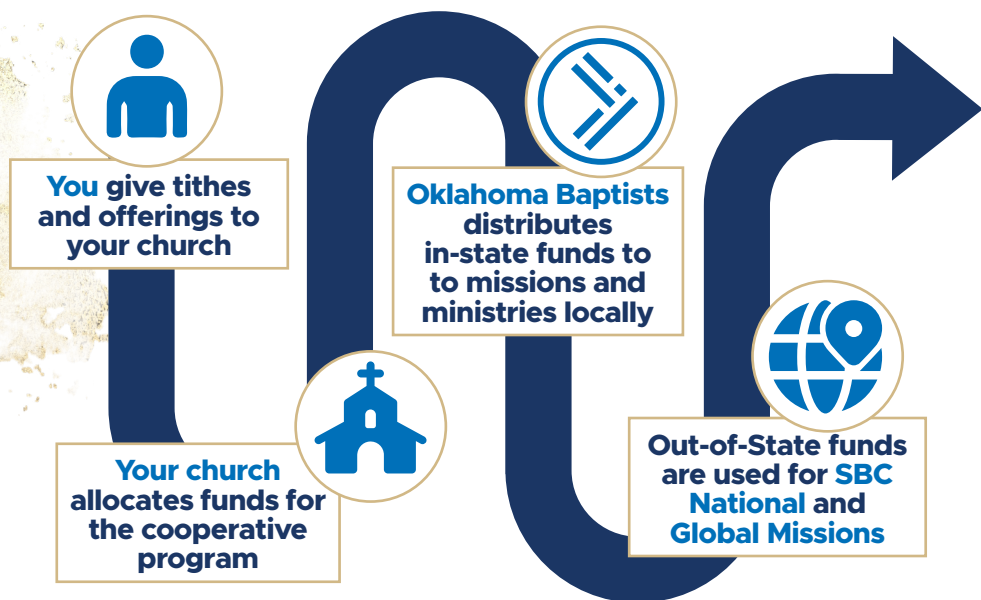 You give tithes
and offerings to
your church
Your church
allocates funds for
the cooperative
program
Oklahoma Baptists
distributes
in-state funds to
to missions and
ministries locally
Out-of-State funds
are used for SBC
National and
Global Missions